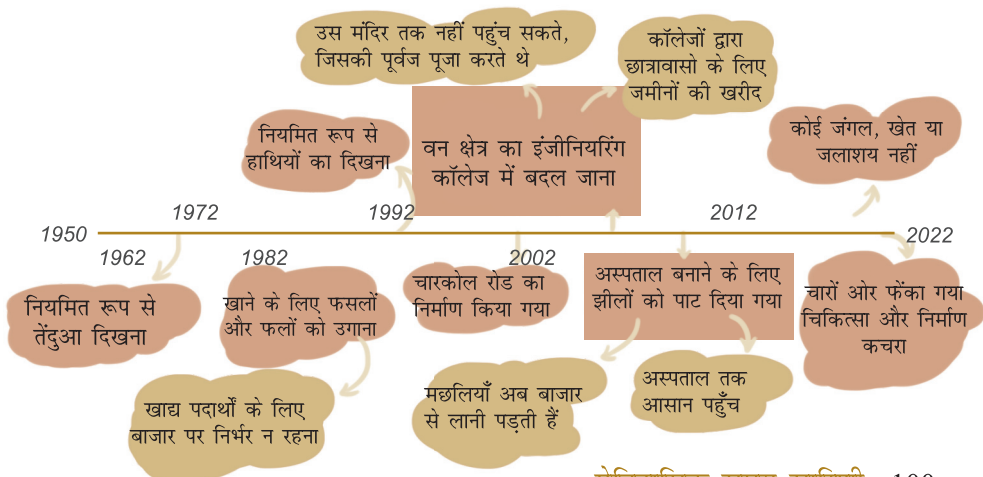 उस मंदिर तक नहीं पहुंच सकते,
जिसकी पूर्वज पूजा करते थे
कॉलेजों द्वारा
छात्रावासो के लिए
जमीनों की खरीद
नियमित रूप से
हाथियों का दिखना
वन क्षेत्र का इंजीनियरिंग
कॉलेज में बदल जाना
कोई जंगल, खेत या
जलाशय नहीं
1972
1992
2012
1950
2022
1962
1982
2002
नियमित रूप से
तेंदुआ दिखना
खाने के लिए फसलों
और फलों को उगाना
चारकोल रोड का
निर्माण किया गया
अस्पताल बनाने के लिए
झीलों को पाट दिया गया
चारों ओर फेंका गया
चिकित्सा और निर्माण
कचरा
खाद्य पदार्थों के लिए
बाजार पर निर्भर न रहना
मछलियाँ अब बाजार
से लानी पड़ती हैं
अस्पताल तक
आसान पहुँच